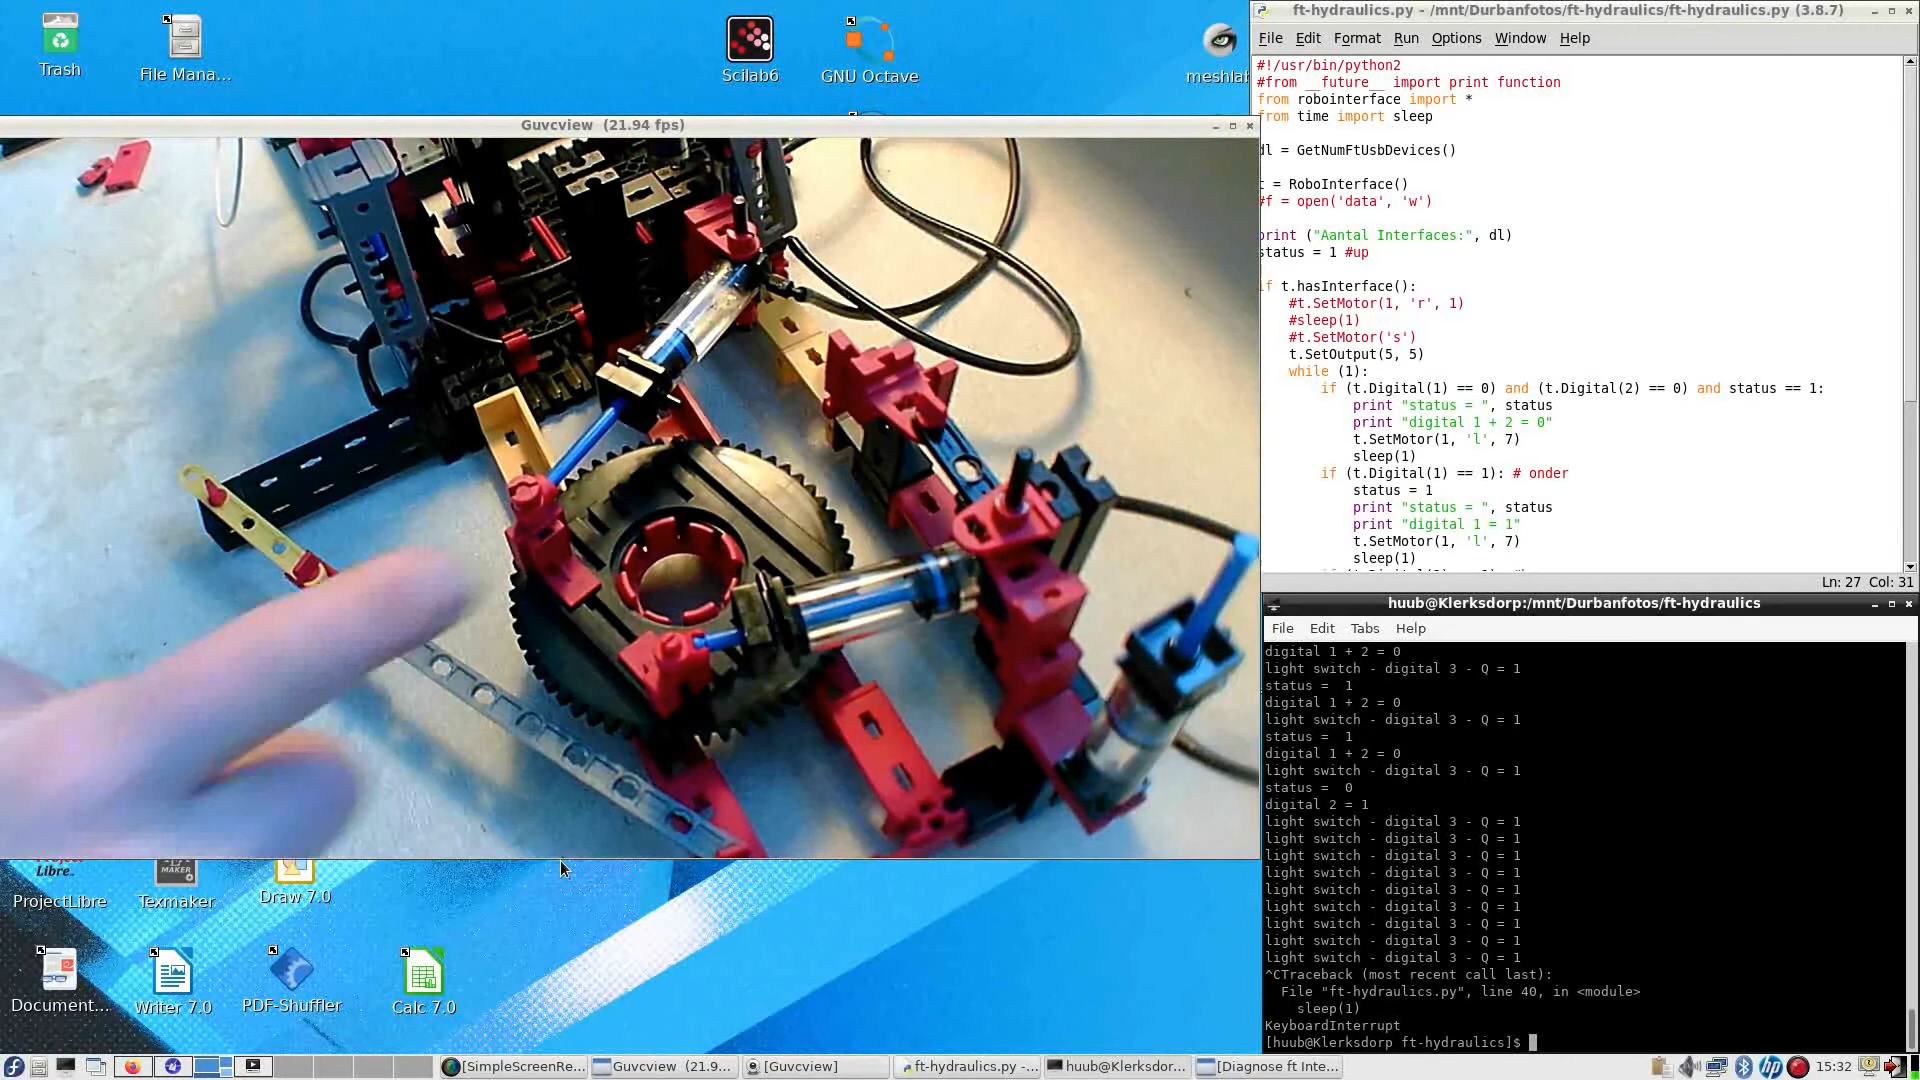 Trash
File Mana...
Scilab6
GNU Octave
meshlab
Guvcview (21.94 fps)
ProjectLibre
Libre..
MAKER
Texmaker
Draw 7.0
Document...
Writer 7.0
PDF-Shuffler
Calc 7.0
ft-hydraulics.py - /mnt/Durbanfotos/ft-hydraulics/ft-hydraulics.py (3.8.7)
File Edit Format Run Options Window Help
#!/usr/bin/python2
#from __future__ import print function
from robointerface import *
from time import sleep
dl = GetNumFtUsbDevices()
t = RoboInterface()
#f = open('data', 'w')
print ("Aantal Interfaces:", dl)
status = 1 #up
if t.hasInterface():
#t.SetMotor(1, 'r', 1)
#sleep(1)
#t.SetMotor('s')
t.SetOutput(5, 5)
while (1):
if (t.Digital(1) == 0) and (t.Digital(2) == 0) and status == 1:
print "status = ", status
print "digital 1 + 2 = 0"
t.SetMotor(1, 'l', 7)
sleep(1)
if (t.Digital(1) == 1): # onder
status = 1
print "status = ", status
print "digital 1 = 1"
t.SetMotor(1, 'l', 7)
sleep(1)
Ln: 27 Col: 31
huub@Klerksdorp:/mnt/Durbanfotos/ft-hydraulics
File Edit Tabs Help
digital 1 + 2 = 0
light switch - digital 3 - Q = 1
status =  1
digital 1 + 2 = 0
light switch - digital 3 - Q = 1
status =  1
digital 1 + 2 = 0
light switch - digital 3 - Q = 1
status =  0
digital 2 = 1
light switch - digital 3 - Q = 1
light switch - digital 3 - Q = 1
light switch - digital 3 - Q = 1
light switch - digital 3 - Q = 1
light switch - digital 3 - Q = 1
light switch - digital 3 - Q = 1
light switch - digital 3 - Q = 1
light switch - digital 3 - Q = 1
light switch - digital 3 - Q = 1
^CTraceback (most recent call last):
File "ft-hydraulics.py", line 40, in <module>
sleep(1)
KeyboardInterrupt
[huub@Klerksdorp ft-hydraulics]$
[SimpleScreenRe... Guvcview (21.9... [Guvcview] ft-hydraulics.py -... huub@Klerksdor... [Diagnose ft Inte... hp 15:32